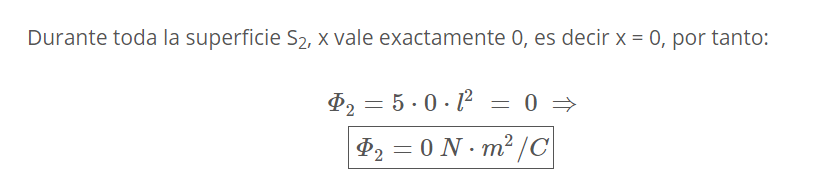 Durante toda la superficie S₂, x vale exactamente 0, es decir x = 0, por tanto:
Φ₂ = 5 · 0 · l² = 0 ⇒
Φ₂ = 0 N · m²/C